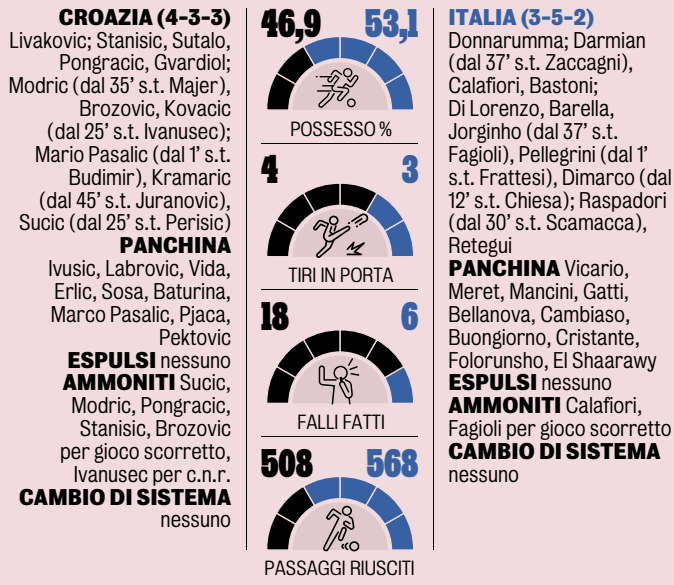 CROAZIA (4-3-3)
Livakovic; Stanisic, Sutalo,
Pongracic, Gvardiol;
Modric (dal 35’ s.t. Majer),
Brozovic, Kovacic
(dal 25’ s.t. Ivanusec);
Mario Pasalic (dal 1’ s.t.
Budimir), Kramaric
(dal 45’ s.t. Juranovic),
Sucic (dal 25’ s.t. Perisic)
PANCHINA
Ivusic, Labrovic, Vida,
Erlic, Sosa, Baturina,
Marco Pasalic, Pjaca,
Pektovic
ESPULSI nessuno
AMMONITI Sucic,
Modric, Pongracic,
Stanisic, Brozovic
per gioco scorretto,
Ivanusec per c.n.r.
CAMBIO DI SISTEMA
nessuno
46,9 53,1
POSSESSO %
4 3
TIRI IN PORTA
18 6
FALLI FATTI
508 568
PASSAGGI RIUSCITI
ITALIA (3-5-2)
Donnarumma; Darmian
(dal 37’ s.t. Zaccagni),
Calafiori, Bastoni;
Di Lorenzo, Barella,
Jorginho (dal 37’ s.t.
Fagioli), Pellegrini (dal 1’
s.t. Frattesi), Dimarco (dal
12’ s.t. Chiesa); Raspadori
(dal 30’ s.t. Scamacca),
Retegui
PANCHINA Vicario,
Meret, Mancini, Gatti,
Bellanova, Cambiaso,
Buongiorno, Cristante,
Folorunsho, El Shaarawy
ESPULSI nessuno
AMMONITI Calafiori,
Fagioli per gioco scorretto
CAMBIO DI SISTEMA
nessuno